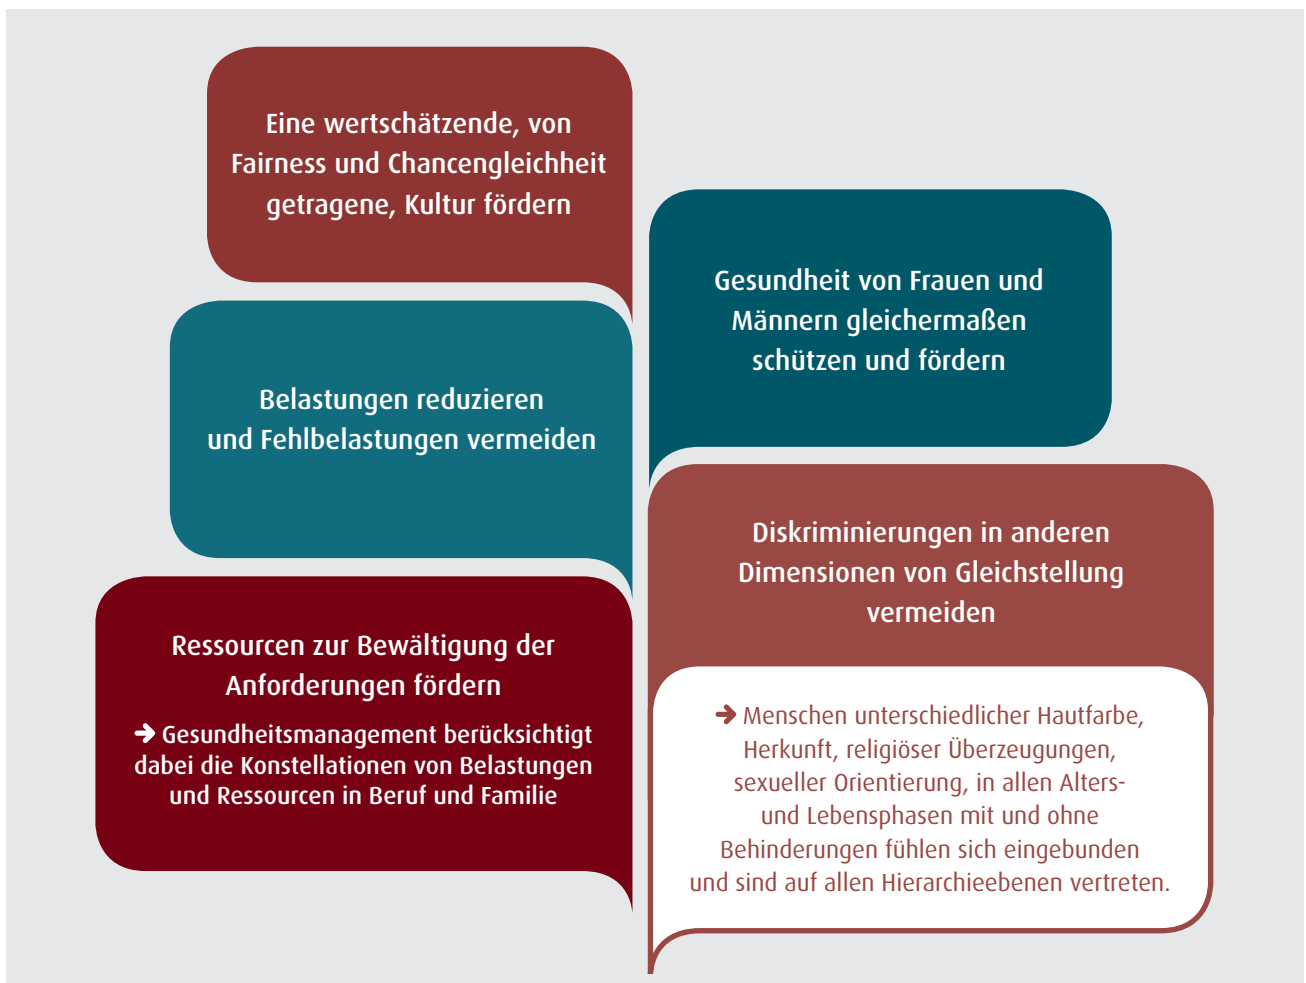 Eine wertschätzende, von
Fairness und Chancengleichheit
getragene, Kultur fördern
Gesundheit von Frauen und
Männern gleichermaßen
schützen und fördern
Belastungen reduzieren
und Fehlbelastungen vermeiden
Diskriminierungen in anderen
Dimensionen von Gleichstellung
vermeiden
Ressourcen zur Bewältigung der
Anforderungen fördern
➔ Gesundheitsmanagement berücksichtigt
dabei die Konstellationen von Belastungen
und Ressourcen in Beruf und Familie
➔ Menschen unterschiedlicher Hautfarbe,
Herkunft, religiöser Überzeugungen,
sexueller Orientierung, in allen Alters-
und Lebensphasen mit und ohne
Behinderungen fühlen sich eingebunden
und sind auf allen Hierarchieebenen vertreten.